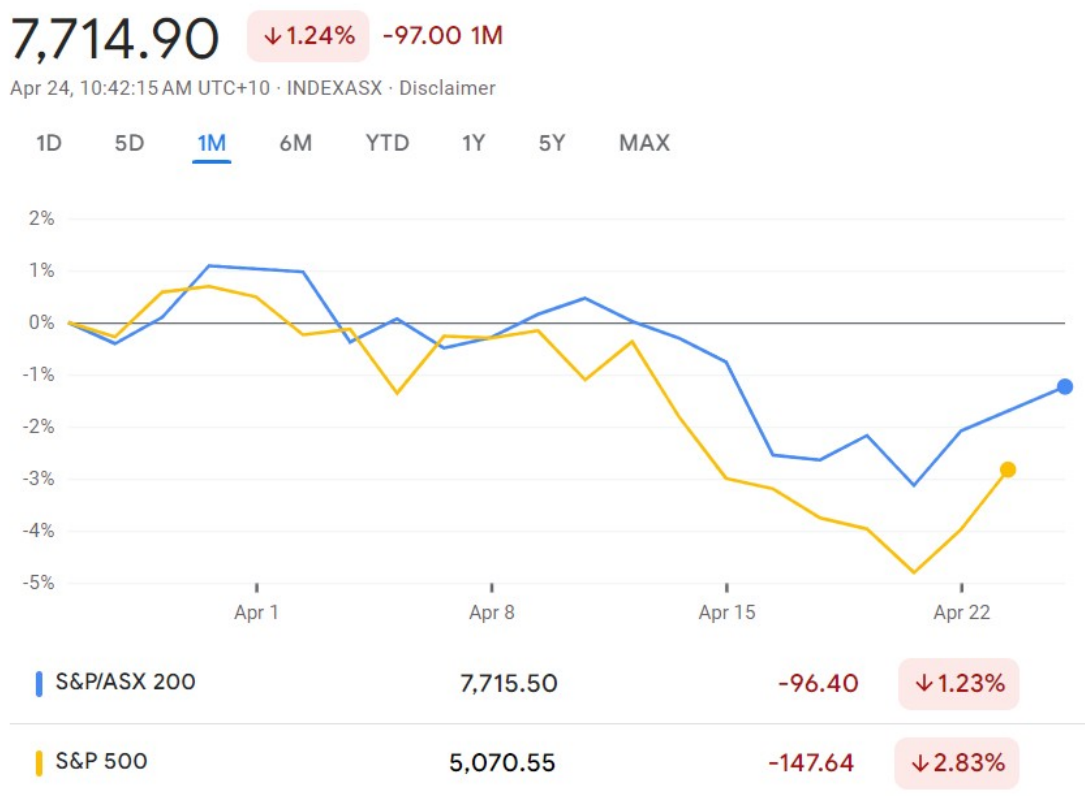 7,714.90 ↓1.24% -97.00 1M
Apr 24, 10:42:15 AM UTC+10 · INDEXASX · Disclaimer
1D 5D 1M 6M YTD 1Y 5Y MAX
2%
1%
0%
-1%
-2%
-3%
-4%
-5%
Apr 1 Apr 8 Apr 15 Apr 22
S&P/ASX 200 7,715.50 -96.40 ↓1.23%
S&P 500 5,070.55 -147.64 ↓2.83%